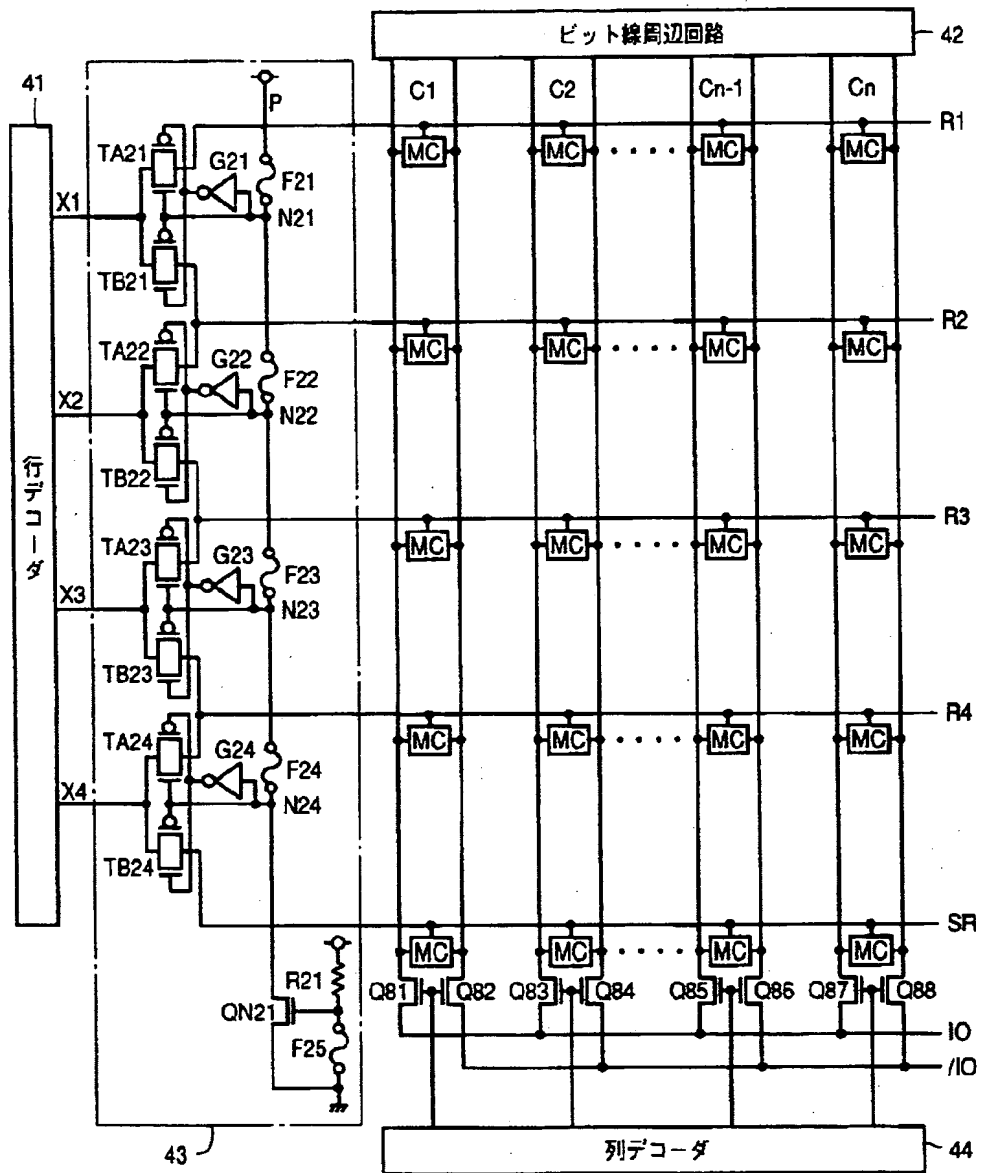 ビット線周辺回路
42
41
P
C1
C2
Cn-1
Cn
R1
TA21
G21
F21
MC
MC
. . . .
MC
MC
X1
N21
TB21
R2
TA22
G22
F22
MC
MC
. . . .
MC
MC
X2
N22
TB22
行デコーダ
R3
TA23
G23
F23
MC
MC
. . . .
MC
MC
X3
N23
TB23
R4
TA24
G24
F24
MC
MC
. . . .
MC
MC
X4
N24
TB24
SR
MC
MC
. . . .
MC
MC
R21
Q81
Q82
Q83
Q84
Q85
Q86
Q87
Q88
QN21
F25
IO
/IO
43
列デコーダ
44